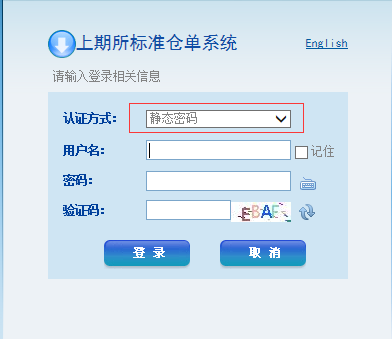 上期所标准仓单系统
English
请输入登录相关信息
认证方式: 静态密码
用户名: 记住
密码:
验证码: EBAE
登 录 取 消